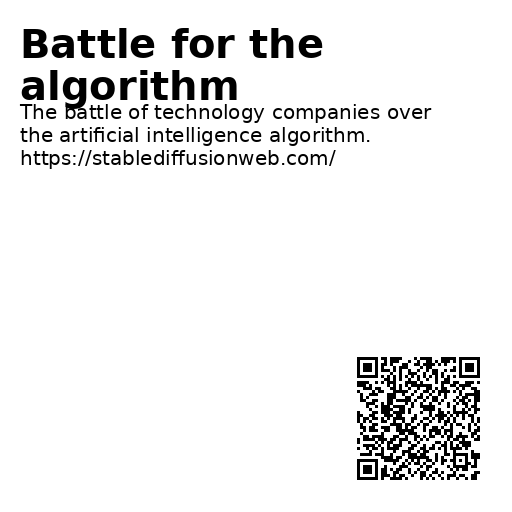 Battle for the
algorithm
The battle of technology companies over
the artificial intelligence algorithm.
https://stablediffusionweb.com/